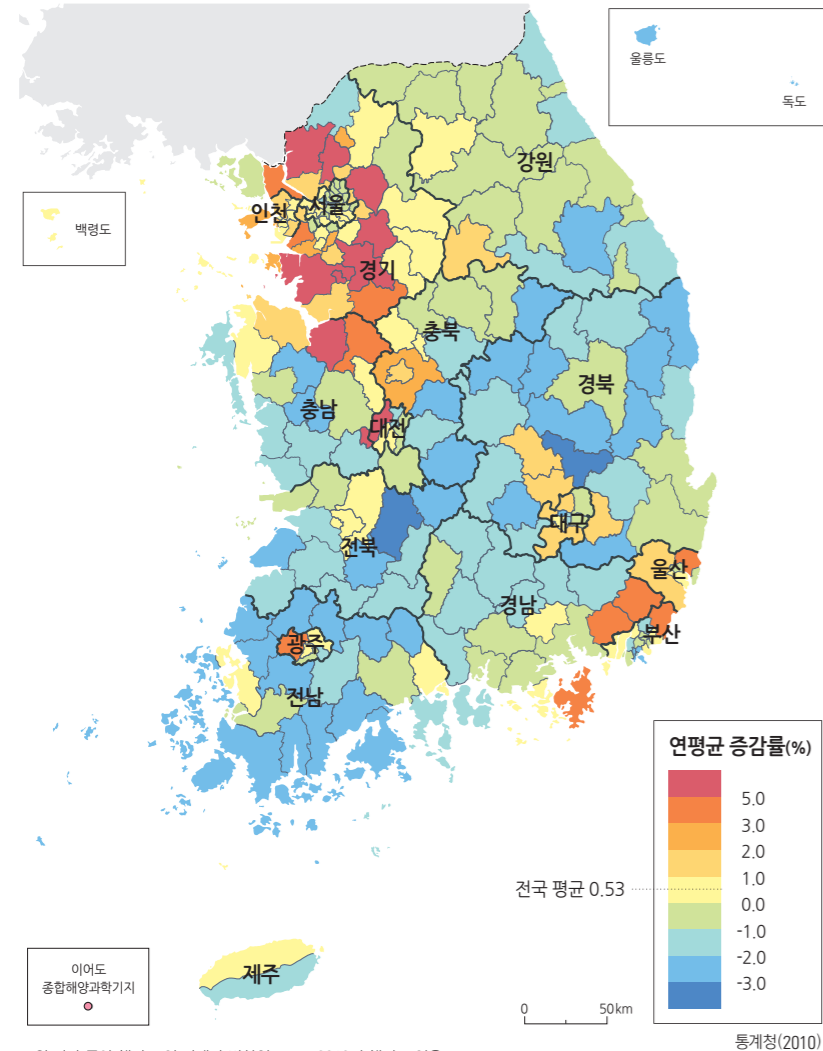 울릉도
독도
강원
백령도
인천
서울
경기
충북
경북
충남
대전
대구
전북
울산
경남
부산
광주
전남
연평균 증감률(%)
5.0
3.0
2.0
1.0
전국 평균 0.53
0.0
-1.0
-2.0
-3.0
이어도
종합해양과학기지
제주
0 50km
통계청(2010)